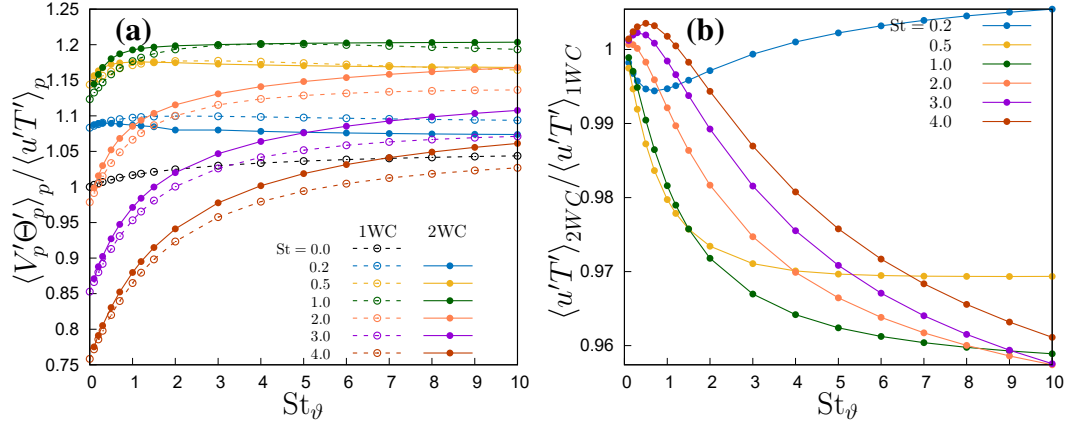 (a)
⟨V′pΘ′p⟩p/⟨u′T′⟩p
1.25
1.20
1.15
1.10
1.05
1
0.95
0.90
0.85
0.8
0.75
1WC 2WC
St = 0.0
0.2
0.5
1.0
2.0
3.0
4.0
0 1 2 3 4 5 6 7 8 9 10
Stϑ
(b)
⟨u′T′⟩2WC/⟨u′T′⟩1WC
1
0.99
0.98
0.97
0.96
St = 0.2
0.5
1.0
2.0
3.0
4.0
0 1 2 3 4 5 6 7 8 9 10
Stϑ